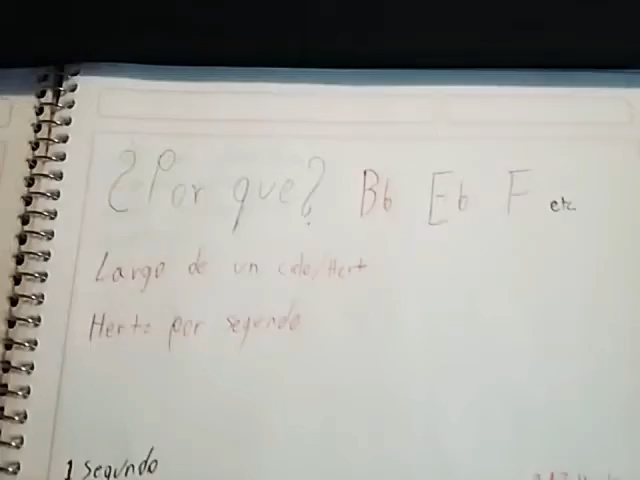 ¿Por que? Bb Eb F etc
Largo de un ciclo/Hert
Hertz por segundo
1 segundo